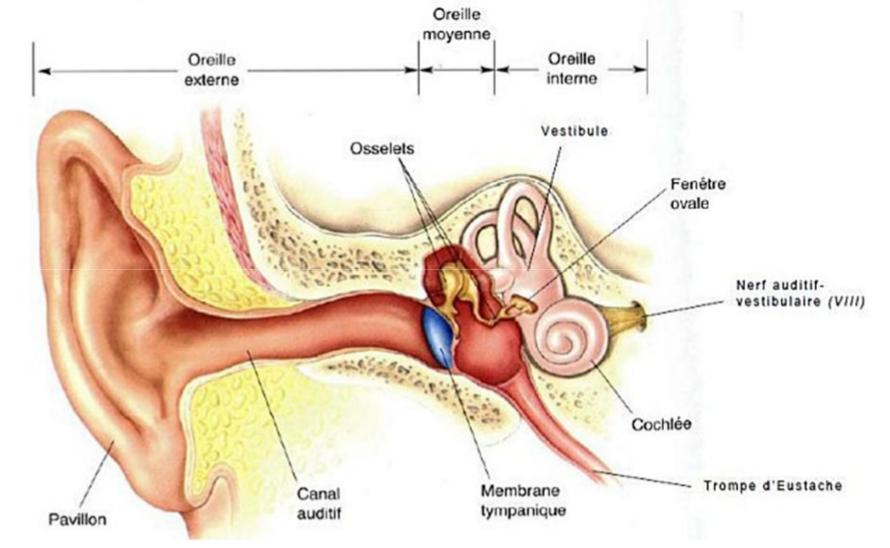 Oreille
moyenne
Oreille
externe
Oreille
interne
Vestibule
Osselets
Fenêtre
ovale
Nerf auditif-
vestibulaire (VIII)
Cochlée
Trompe d'Eustache
Membrane
tympanique
Canal
auditif
Pavillon